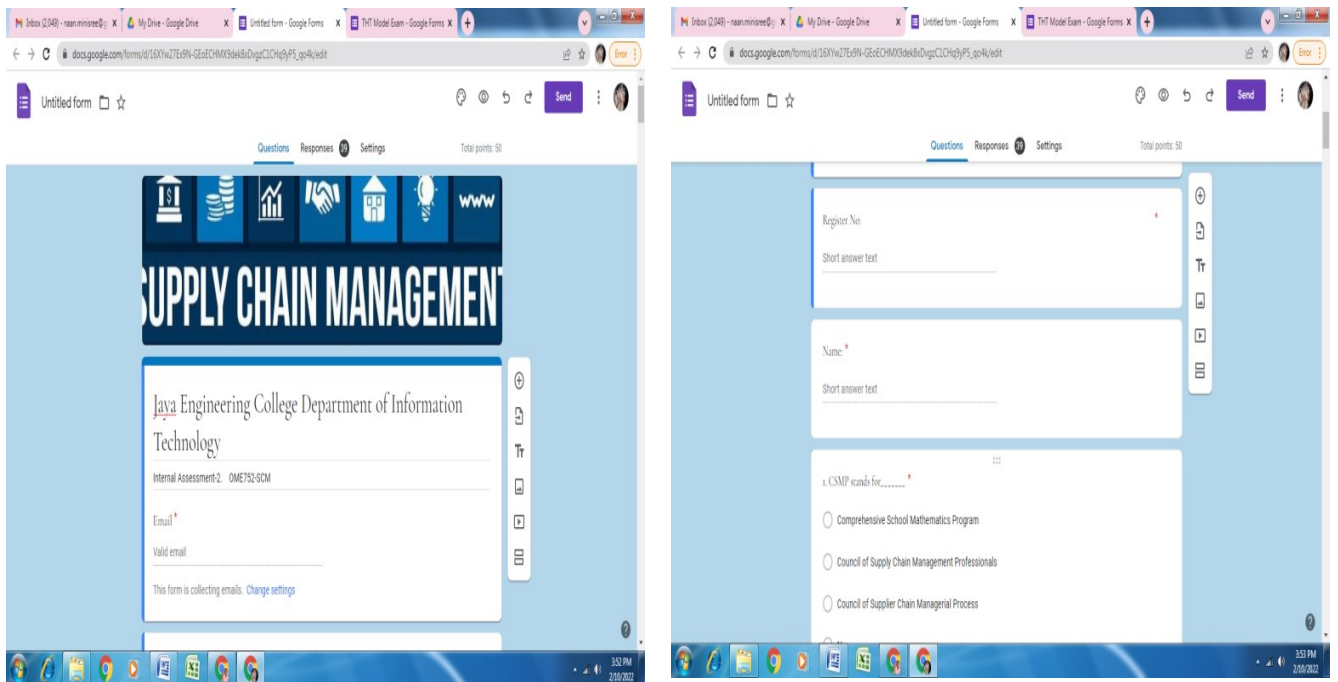 Inbox (2,049) - naan.minisree@g
My Drive - Google Drive
Untitled form - Google Forms
THT Model Exam - Google Forms
docs.google.com/forms/d/16XYw27Ex9N-GEoECHMX9dek8xDvgzC1CHq9yP5_qo4k/edit
Error
Untitled form
Send
Questions Responses 39 Settings
Total points: 50
www
SUPPLY CHAIN MANAGEMENT
Jaya Engineering College Department of Information
Technology
Internal Assessment-2. OME752-SCM
Email *
Valid email
This form is collecting emails. Change settings
3:52 PM
2/10/2022
Inbox (2,049) - naan.minisree@g
My Drive - Google Drive
Untitled form - Google Forms
THT Model Exam - Google Forms
docs.google.com/forms/d/16XYw27Ex9N-GEoECHMX9dek8xDvgzC1CHq9yP5_qo4k/edit
Error
Untitled form
Send
Questions Responses 39 Settings
Total points: 50
Register No: *
Short answer text
Name: *
Short answer text
1. CSMP stands for_______ *
Comprehensive School Mathematics Program
Council of Supply Chain Management Professionals
Council of Supplier Chain Managerial Process
3:53 PM
2/10/2022